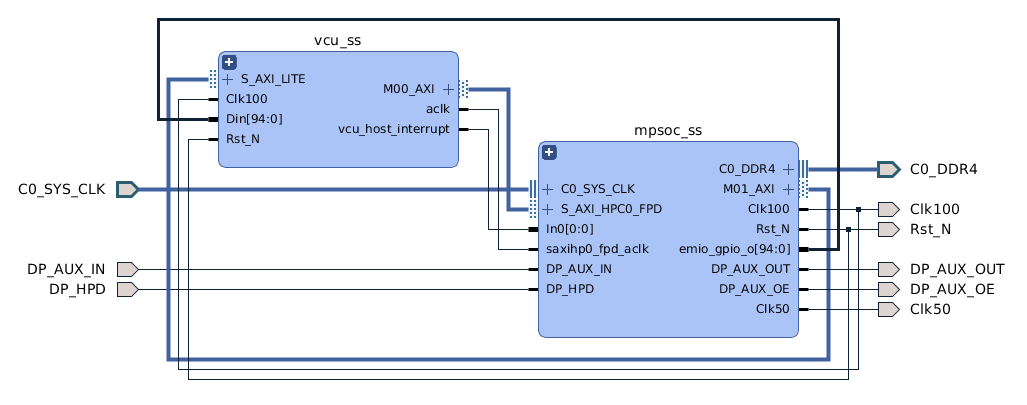 vcu_ss
S_AXI_LITE
Clk100
Din[94:0]
Rst_N
M00_AXI
aclk
vcu_host_interrupt
mpsoc_ss
C0_SYS_CLK
S_AXI_HPC0_FPD
In0[0:0]
saxihp0_fpd_aclk
DP_AUX_IN
DP_HPD
C0_DDR4
M01_AXI
Clk100
Rst_N
emio_gpio_o[94:0]
DP_AUX_OUT
DP_AUX_OE
Clk50
C0_SYS_CLK
DP_AUX_IN
DP_HPD
C0_DDR4
Clk100
Rst_N
DP_AUX_OUT
DP_AUX_OE
Clk50